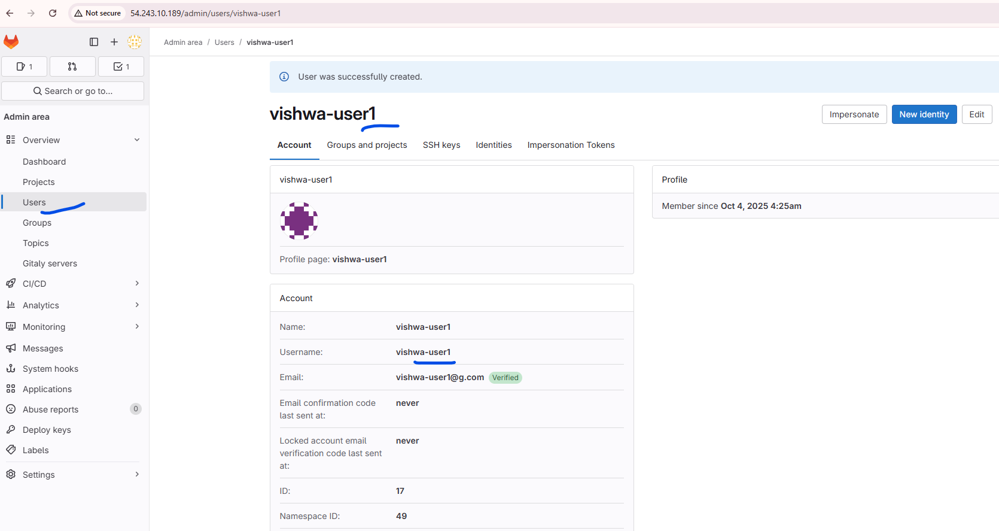 Not secure 54.243.10.189/admin/users/vishwa-user1
Admin area / Users / vishwa-user1
1
1
Search or go to...
Admin area
Overview
Dashboard
Projects
Users
Groups
Topics
Gitaly servers
CI/CD
Analytics
Monitoring
Messages
System hooks
Applications
Abuse reports 0
Deploy keys
Labels
Settings
User was successfully created.
vishwa-user1
Impersonate New identity Edit
Account Groups and projects SSH keys Identities Impersonation Tokens
vishwa-user1
Profile page: vishwa-user1
Profile
Member since Oct 4, 2025 4:25am
Account
Name: vishwa-user1
Username: vishwa-user1
Email: vishwa-user1@g.com Verified
Email confirmation code never
last sent at:
Locked account email never
verification code last sent
at:
ID: 17
Namespace ID: 49